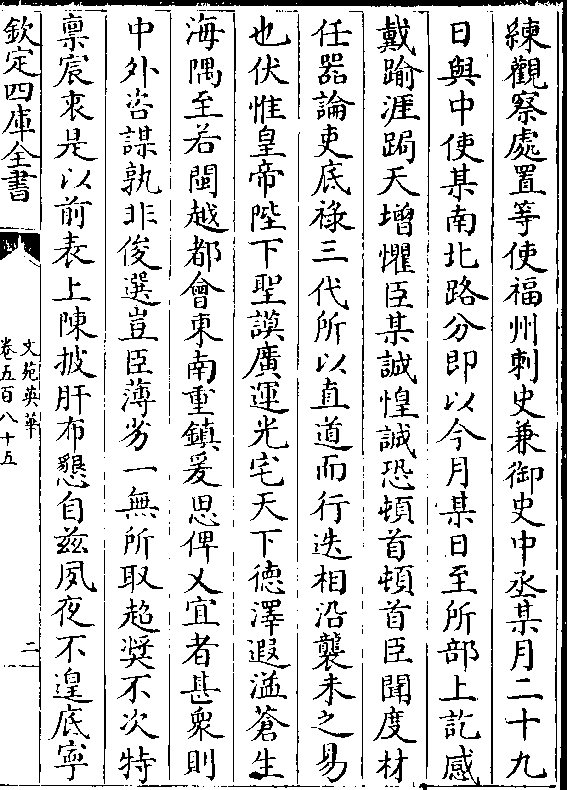 練觀察處置等使福州刺史兼御史中丞某月二十九
日與中使某南北路分即以今月某日至所部上訖感
戴踰涯跼天增懼臣某誠惶誠恐頓首頓首臣聞度材
任器論吏底祿三代所以直道而行迭相沿襲未之易
也伏惟皇帝陛下聖謨廣運光宅天下德澤遐溢蒼生
海隅至若閩越都會東南重鎮爰思俾乂宜者甚衆則
中外咨謀孰非俊選豈臣薄劣一無所取超奬不次特
禀宸衷是以前表上陳披肝布懇自兹夙夜不遑底寧
欽定四庫全書
文苑英華
卷五百八十五
二